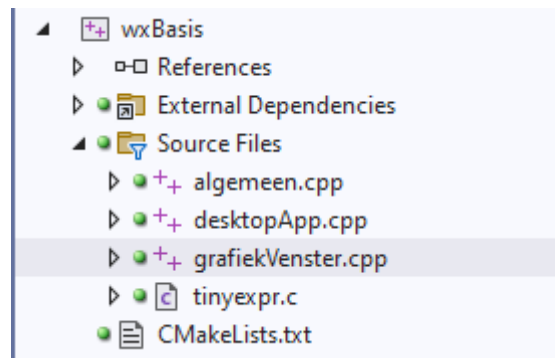 wxBasis
References
External Dependencies
Source Files
algemeen.cpp
desktopApp.cpp
grafiekVenster.cpp
tinyexpr.c
CMakeLists.txt